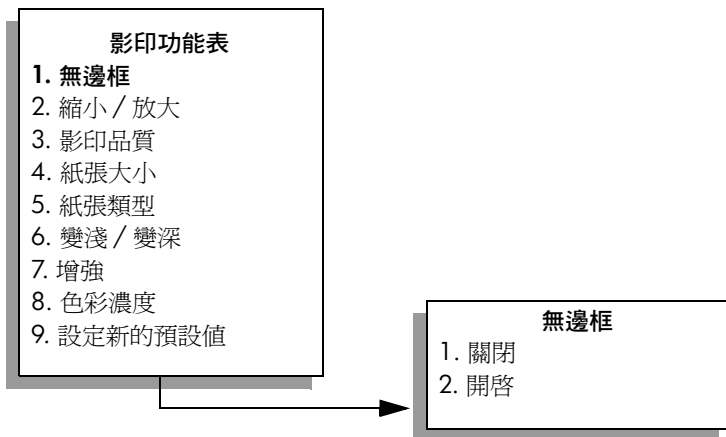 影印功能表
1. 無邊框
2. 縮小 / 放大
3. 影印品質
4. 紙張大小
5. 紙張類型
6. 變淺 / 變深
7. 增強
8. 色彩濃度
9. 設定新的預設值
無邊框
1. 關閉
2. 開啓